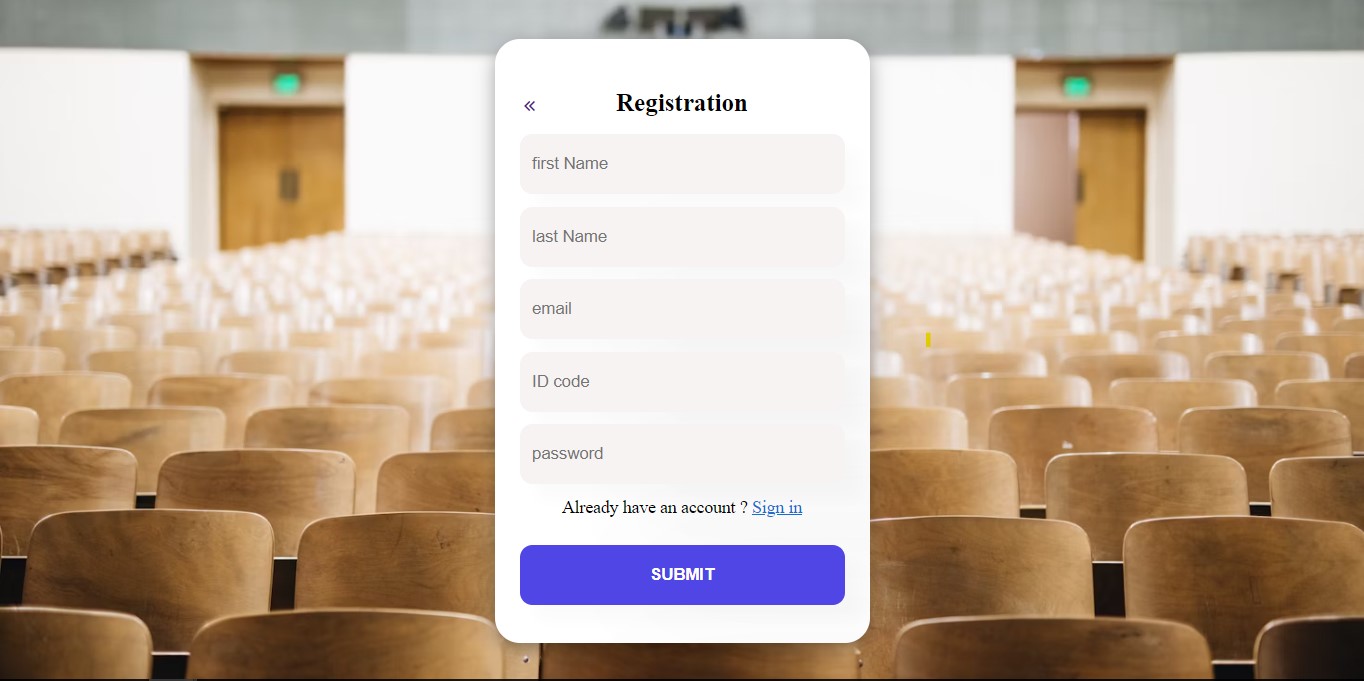 « Registration
first Name
last Name
email
ID code
password
Already have an account ? Sign in
SUBMIT